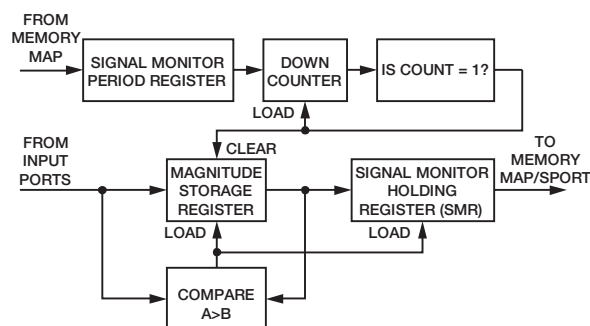 FROM
MEMORY
MAP
SIGNAL MONITOR
PERIOD REGISTER
DOWN
COUNTER
IS COUNT = 1?
LOAD
CLEAR
FROM
INPUT
PORTS
MAGNITUDE
STORAGE
REGISTER
SIGNAL MONITOR
HOLDING
REGISTER (SMR)
TO
MEMORY
MAP/SPORT
LOAD
LOAD
COMPARE
A>B